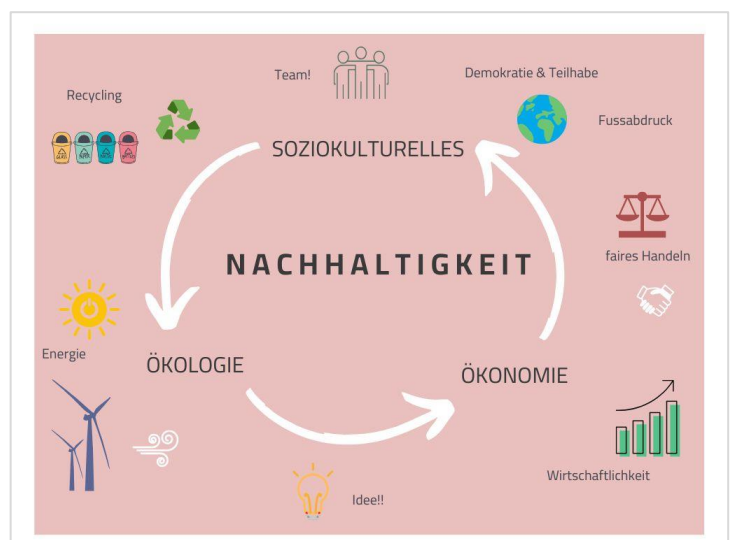 Team!
Demokratie & Teilhabe
Recycling
Fussabdruck
SOZIOKULTURELLES
faires Handeln
NACHHALTIGKEIT
Energie
ÖKOLOGIE
ÖKONOMIE
Wirtschaftlichkeit
Idee!!